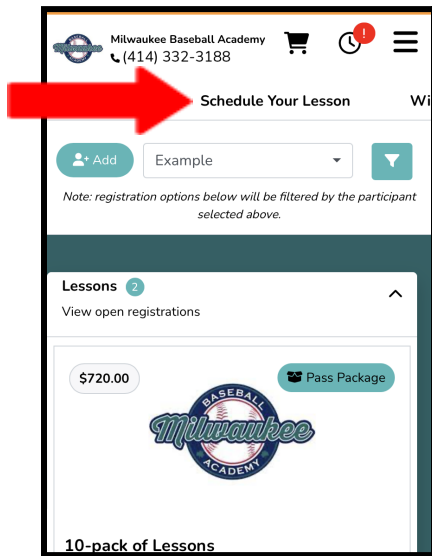 Milwaukee Baseball Academy
(414) 332-3188
!
Schedule Your Lesson Wi
Add
Example
Note: registration options below will be filtered by the participant
selected above.
Lessons 2
View open registrations
$720.00
Pass Package
BASEBALL
Milwaukee
ACADEMY
10-pack of Lessons